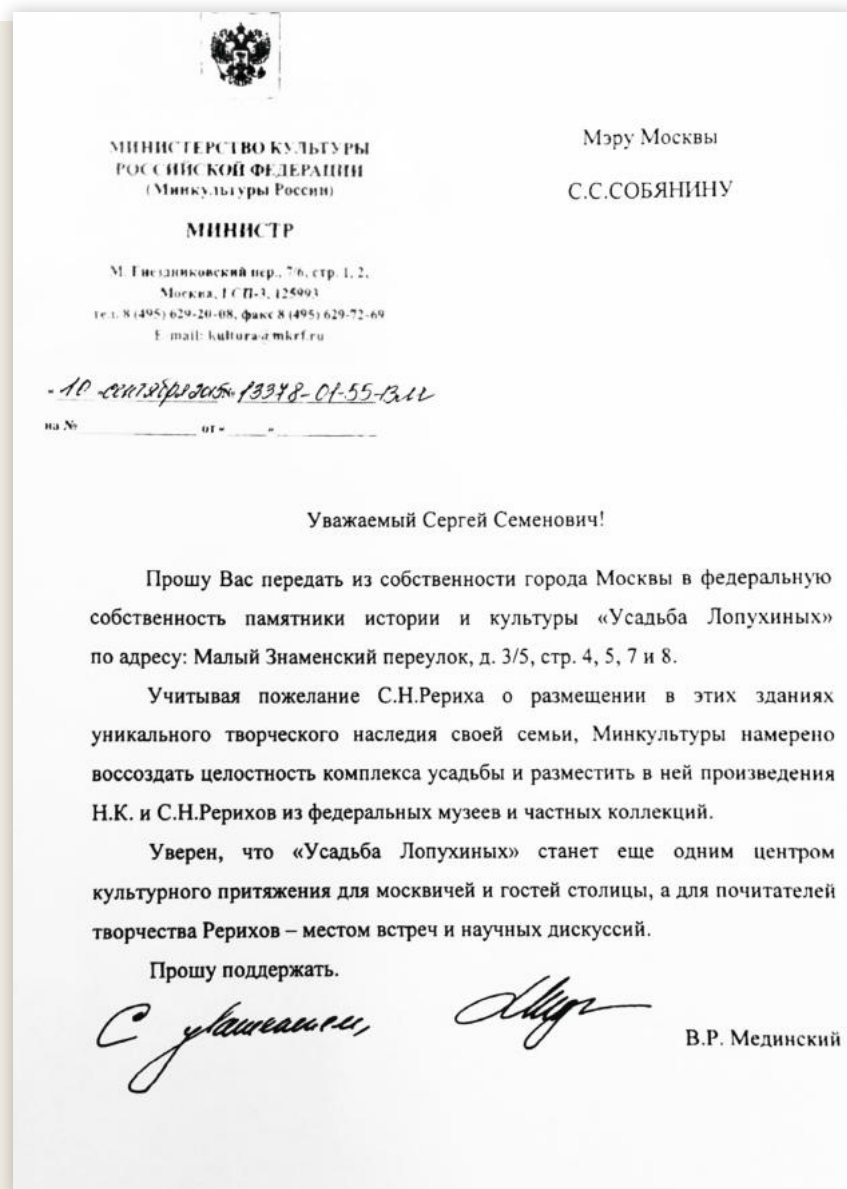 МИНИСТЕРСТВО КУЛЬТУРЫ
РОССИЙСКОЙ ФЕДЕРАЦИИ
(Минкультуры России)
МИНИСТР
М. Гнездниковский пер., 7/6, стр. 1, 2,
Москва, ГСП-3, 125993
тел. 8 (495) 629-20-08, факс 8 (495) 629-72-69
E-mail: kultura@mkrf.ru
Мэру Москвы
С.С.СОБЯНИНУ
« 10 » сентября 2015 № 13378-01-55-ВМ
на № от « »
Уважаемый Сергей Семенович!
Прошу Вас передать из собственности города Москвы в федеральную
собственность памятники истории и культуры «Усадьба Лопухиных»
по адресу: Малый Знаменский переулок, д. 3/5, стр. 4, 5, 7 и 8.
Учитывая пожелание С.Н.Рериха о размещении в этих зданиях
уникального творческого наследия своей семьи, Минкультуры намерено
воссоздать целостность комплекса усадьбы и разместить в ней произведения
Н.К. и С.Н.Рерихов из федеральных музеев и частных коллекций.
Уверен, что «Усадьба Лопухиных» станет еще одним центром
культурного притяжения для москвичей и гостей столицы, а для почитателей
творчества Рерихов – местом встреч и научных дискуссий.
Прошу поддержать.
С уважением,
В.Р. Мединский